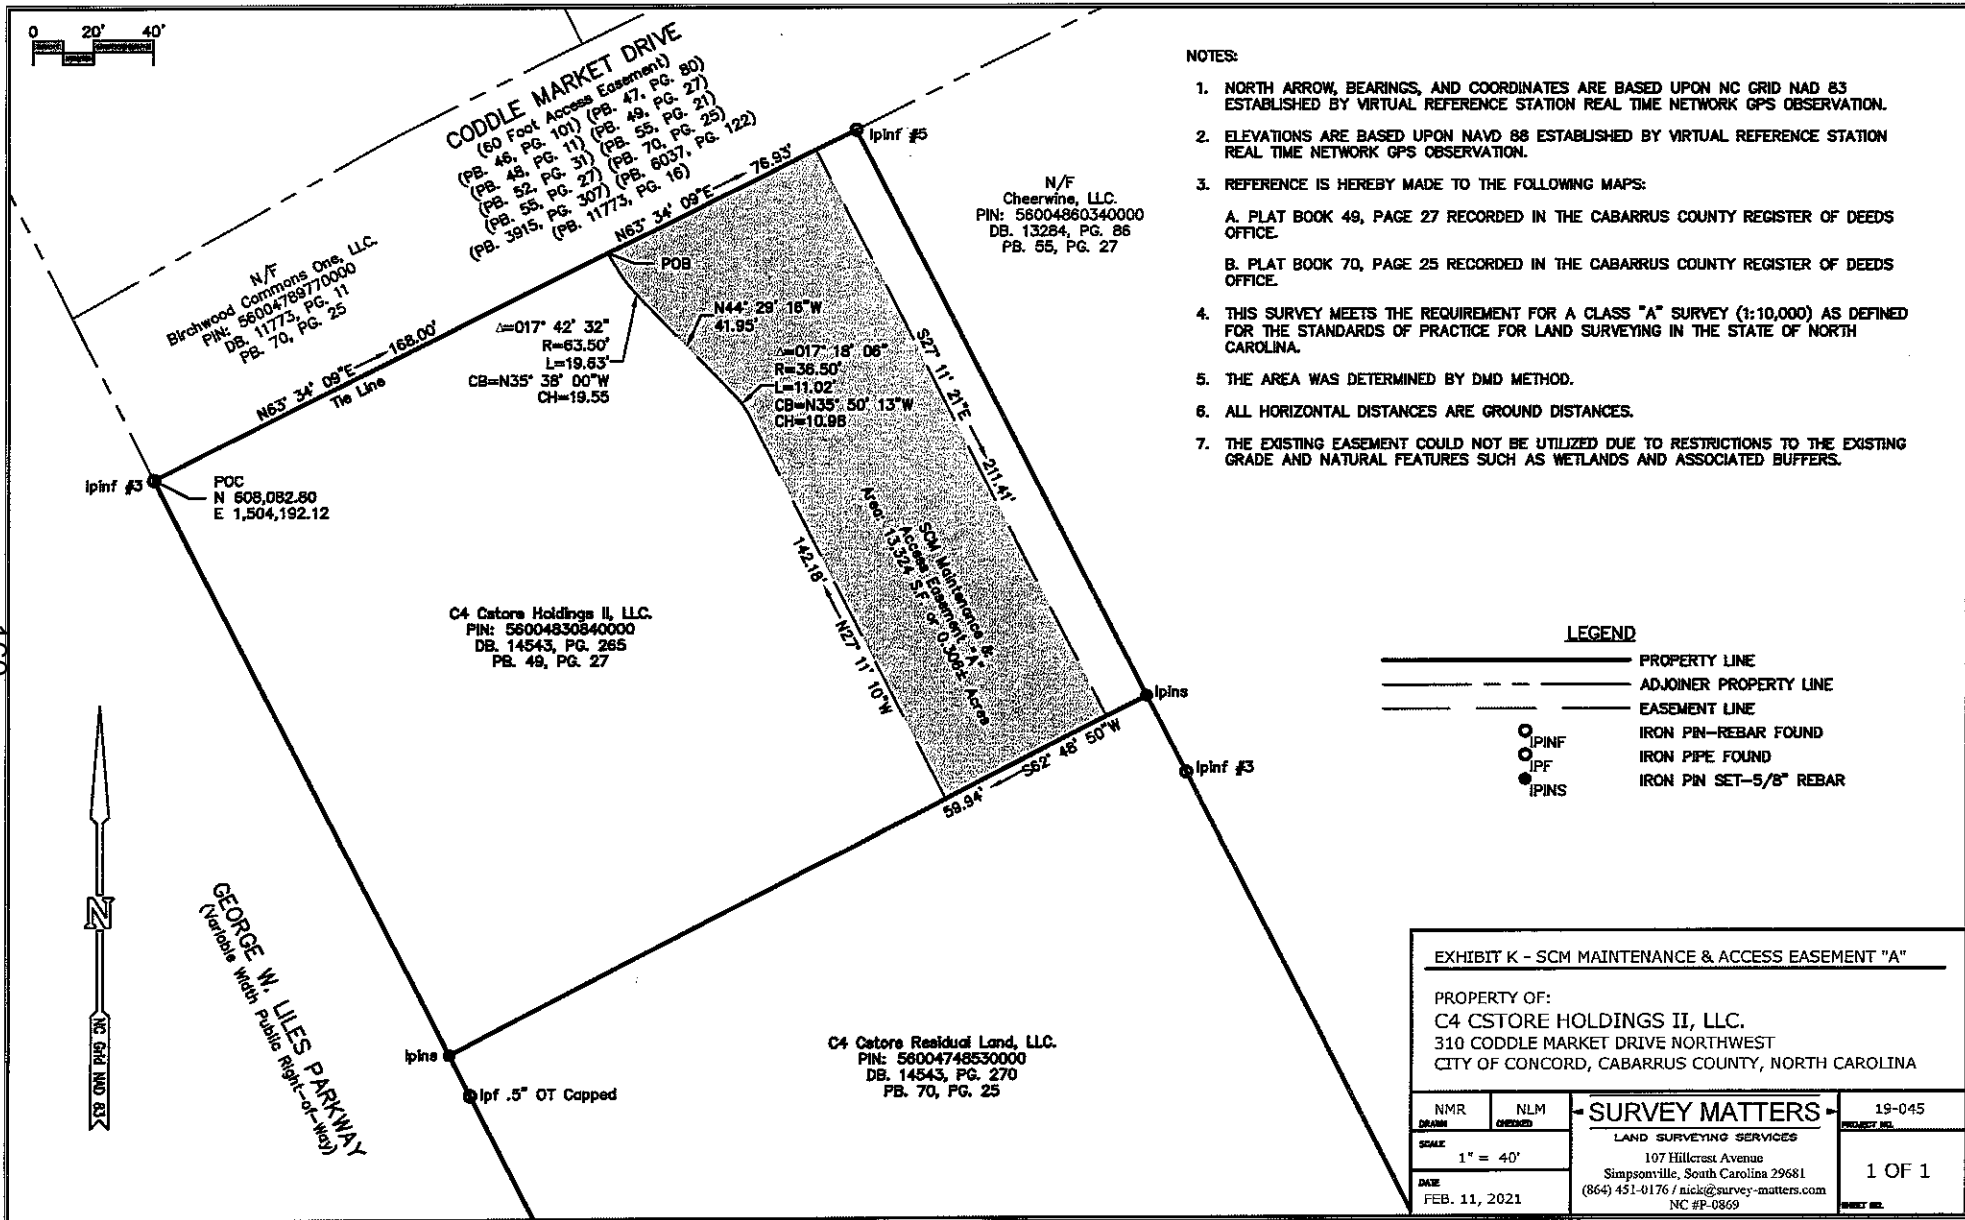 0 20' 40'
CODDLE MARKET DRIVE
(60 Foot Access Easement)
(PB. 46, PG. 101) (PB. 47, PG. 80)
(PB. 48, PG. 11) (PB. 49, PG. 27)
(PB. 52, PG. 31) (PB. 55, PG. 21)
(PB. 55, PG. 27) (PB. 70, PG. 25)
(PB. 3915, PG. 307) (PB. 6037, PG. 122)
(PB. 11773, PG. 16)
N/F
Birchwood Commons One, LLC.
PIN: 56004789770000
DB. 11773, PG. 11
PB. 70, PG. 25
N63° 34' 09"E 168.00'
Tie Line
N63° 34' 09"E 76.93'
ipinf #5
N/F
Cheerwine, LLC.
PIN: 56004860340000
DB. 13284, PG. 86
PB. 55, PG. 27
POB
Δ=017° 42' 32"
R=63.50'
L=19.63'
CB=N35° 38' 00"W
CH=19.55
N44° 29' 16"W
41.95'
Δ=017° 18' 06"
R=36.50'
L=11.02'
CB=N35° 50' 13"W
CH=10.98
S27° 11' 21"E 211.41'
ipinf #3
POC
N 608,082.80
E 1,504,192.12
SCM Maintenance &
Access Easement "A"
Area: 13,324 S.F. or 0.306± Acres
142.18' N27° 11' 10"W
C4 Cstore Holdings II, LLC.
PIN: 56004830840000
DB. 14543, PG. 265
PB. 49, PG. 27
ipins
59.94' S62° 48' 50"W
ipinf #3
GEORGE W. LILES PARKWAY
(Variable Width Public Right-of-Way)
ipins
ipf .5" OT Capped
C4 Cstore Residual Land, LLC.
PIN: 56004748530000
DB. 14543, PG. 270
PB. 70, PG. 25
N
NC Grid NAD 83
NOTES:
1. NORTH ARROW, BEARINGS, AND COORDINATES ARE BASED UPON NC GRID NAD 83
ESTABLISHED BY VIRTUAL REFERENCE STATION REAL TIME NETWORK GPS OBSERVATION.
2. ELEVATIONS ARE BASED UPON NAVD 88 ESTABLISHED BY VIRTUAL REFERENCE STATION
REAL TIME NETWORK GPS OBSERVATION.
3. REFERENCE IS HEREBY MADE TO THE FOLLOWING MAPS:
A. PLAT BOOK 49, PAGE 27 RECORDED IN THE CABARRUS COUNTY REGISTER OF DEEDS
OFFICE.
B. PLAT BOOK 70, PAGE 25 RECORDED IN THE CABARRUS COUNTY REGISTER OF DEEDS
OFFICE.
4. THIS SURVEY MEETS THE REQUIREMENT FOR A CLASS "A" SURVEY (1:10,000) AS DEFINED
FOR THE STANDARDS OF PRACTICE FOR LAND SURVEYING IN THE STATE OF NORTH
CAROLINA.
5. THE AREA WAS DETERMINED BY DMD METHOD.
6. ALL HORIZONTAL DISTANCES ARE GROUND DISTANCES.
7. THE EXISTING EASEMENT COULD NOT BE UTILIZED DUE TO RESTRICTIONS TO THE EXISTING
GRADE AND NATURAL FEATURES SUCH AS WETLANDS AND ASSOCIATED BUFFERS.
LEGEND
PROPERTY LINE
ADJOINER PROPERTY LINE
EASEMENT LINE
IPINF IRON PIN-REBAR FOUND
IPF IRON PIPE FOUND
IPINS IRON PIN SET-5/8" REBAR
EXHIBIT K - SCM MAINTENANCE & ACCESS EASEMENT "A"
PROPERTY OF:
C4 CSTORE HOLDINGS II, LLC.
310 CODDLE MARKET DRIVE NORTHWEST
CITY OF CONCORD, CABARRUS COUNTY, NORTH CAROLINA
NMR
DRAWN
NLM
CHECKED
SCALE
1" = 40'
DATE
FEB. 11, 2021
SURVEY MATTERS
LAND SURVEYING SERVICES
107 Hillcrest Avenue
Simpsonville, South Carolina 29681
(864) 451-0176 / nick@survey-matters.com
NC #P-0869
19-045
PROJECT NO.
1 OF 1
SHEET NO.